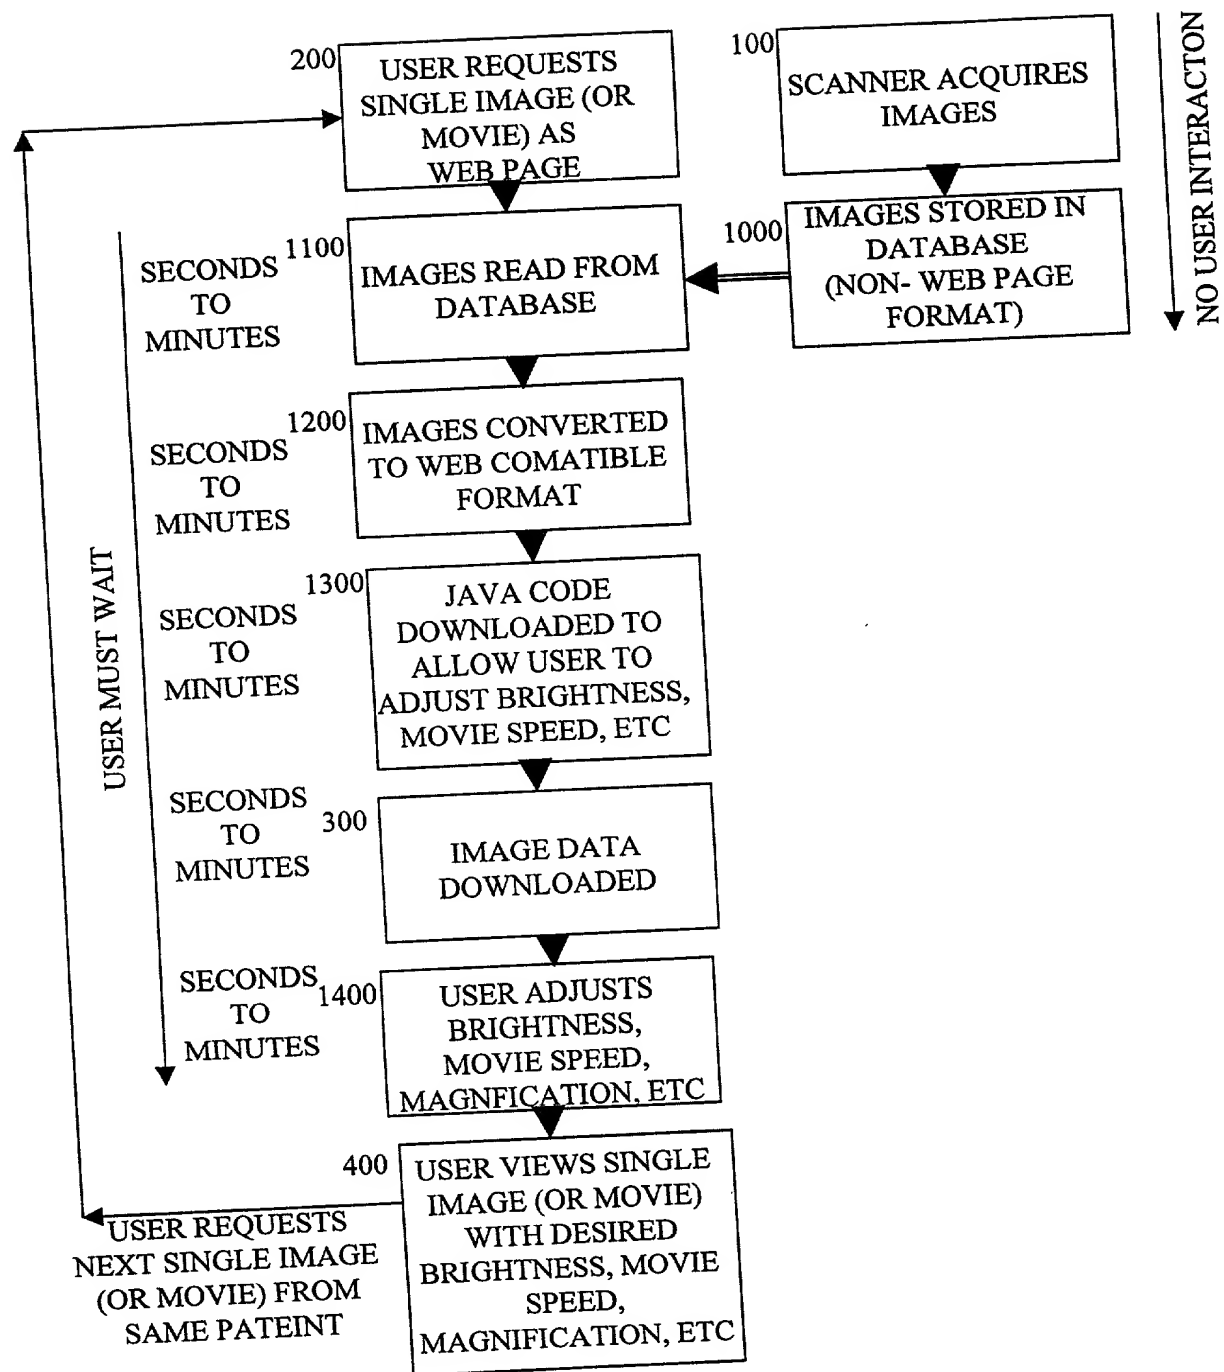 200
USER REQUESTS
SINGLE IMAGE (OR
MOVIE) AS
WEB PAGE
100
SCANNER ACQUIRES
IMAGES
NO USER INTERACTON
1100
IMAGES READ FROM
DATABASE
1000
IMAGES STORED IN
DATABASE
(NON- WEB PAGE
FORMAT)
SECONDS
TO
MINUTES
USER MUST WAIT
1200
IMAGES CONVERTED
TO WEB COMATIBLE
FORMAT
SECONDS
TO
MINUTES
1300
JAVA CODE
DOWNLOADED TO
ALLOW USER TO
ADJUST BRIGHTNESS,
MOVIE SPEED, ETC
SECONDS
TO
MINUTES
300
IMAGE DATA
DOWNLOADED
SECONDS
TO
MINUTES
1400
USER ADJUSTS
BRIGHTNESS,
MOVIE SPEED,
MAGNFICATION, ETC
SECONDS
TO
MINUTES
400
USER VIEWS SINGLE
IMAGE (OR MOVIE)
WITH DESIRED
BRIGHTNESS, MOVIE
SPEED,
MAGNIFICATION, ETC
USER REQUESTS
NEXT SINGLE IMAGE
(OR MOVIE) FROM
SAME PATEINT